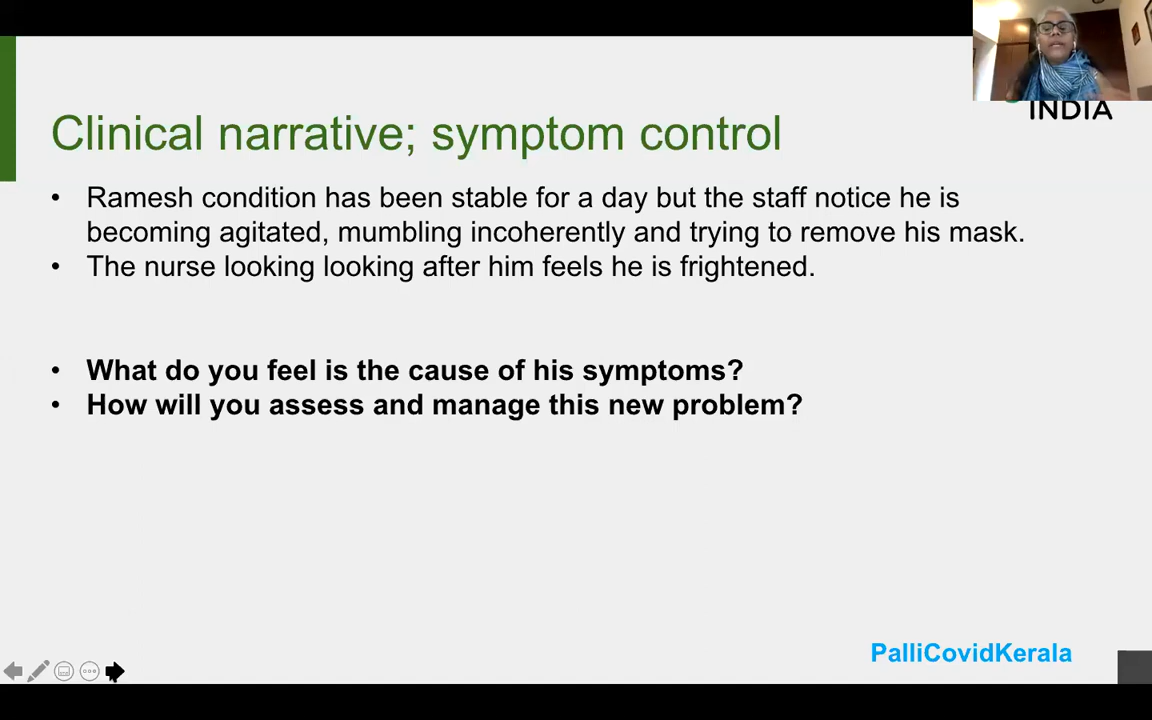 INDIA
Clinical narrative; symptom control
• Ramesh condition has been stable for a day but the staff notice he is
becoming agitated, mumbling incoherently and trying to remove his mask.
• The nurse looking looking after him feels he is frightened.
• What do you feel is the cause of his symptoms?
• How will you assess and manage this new problem?
PalliCovidKerala